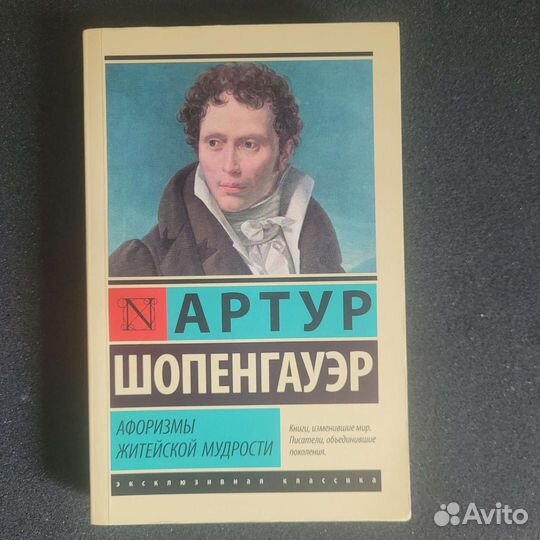 N АРТУР
ШОПЕНГАУЭР
АФОРИЗМЫ
ЖИТЕЙСКОЙ МУДРОСТИ
Книги, изменившие мир.
Писатели, объединившие
поколения.
эксклюзивная классика
Avito